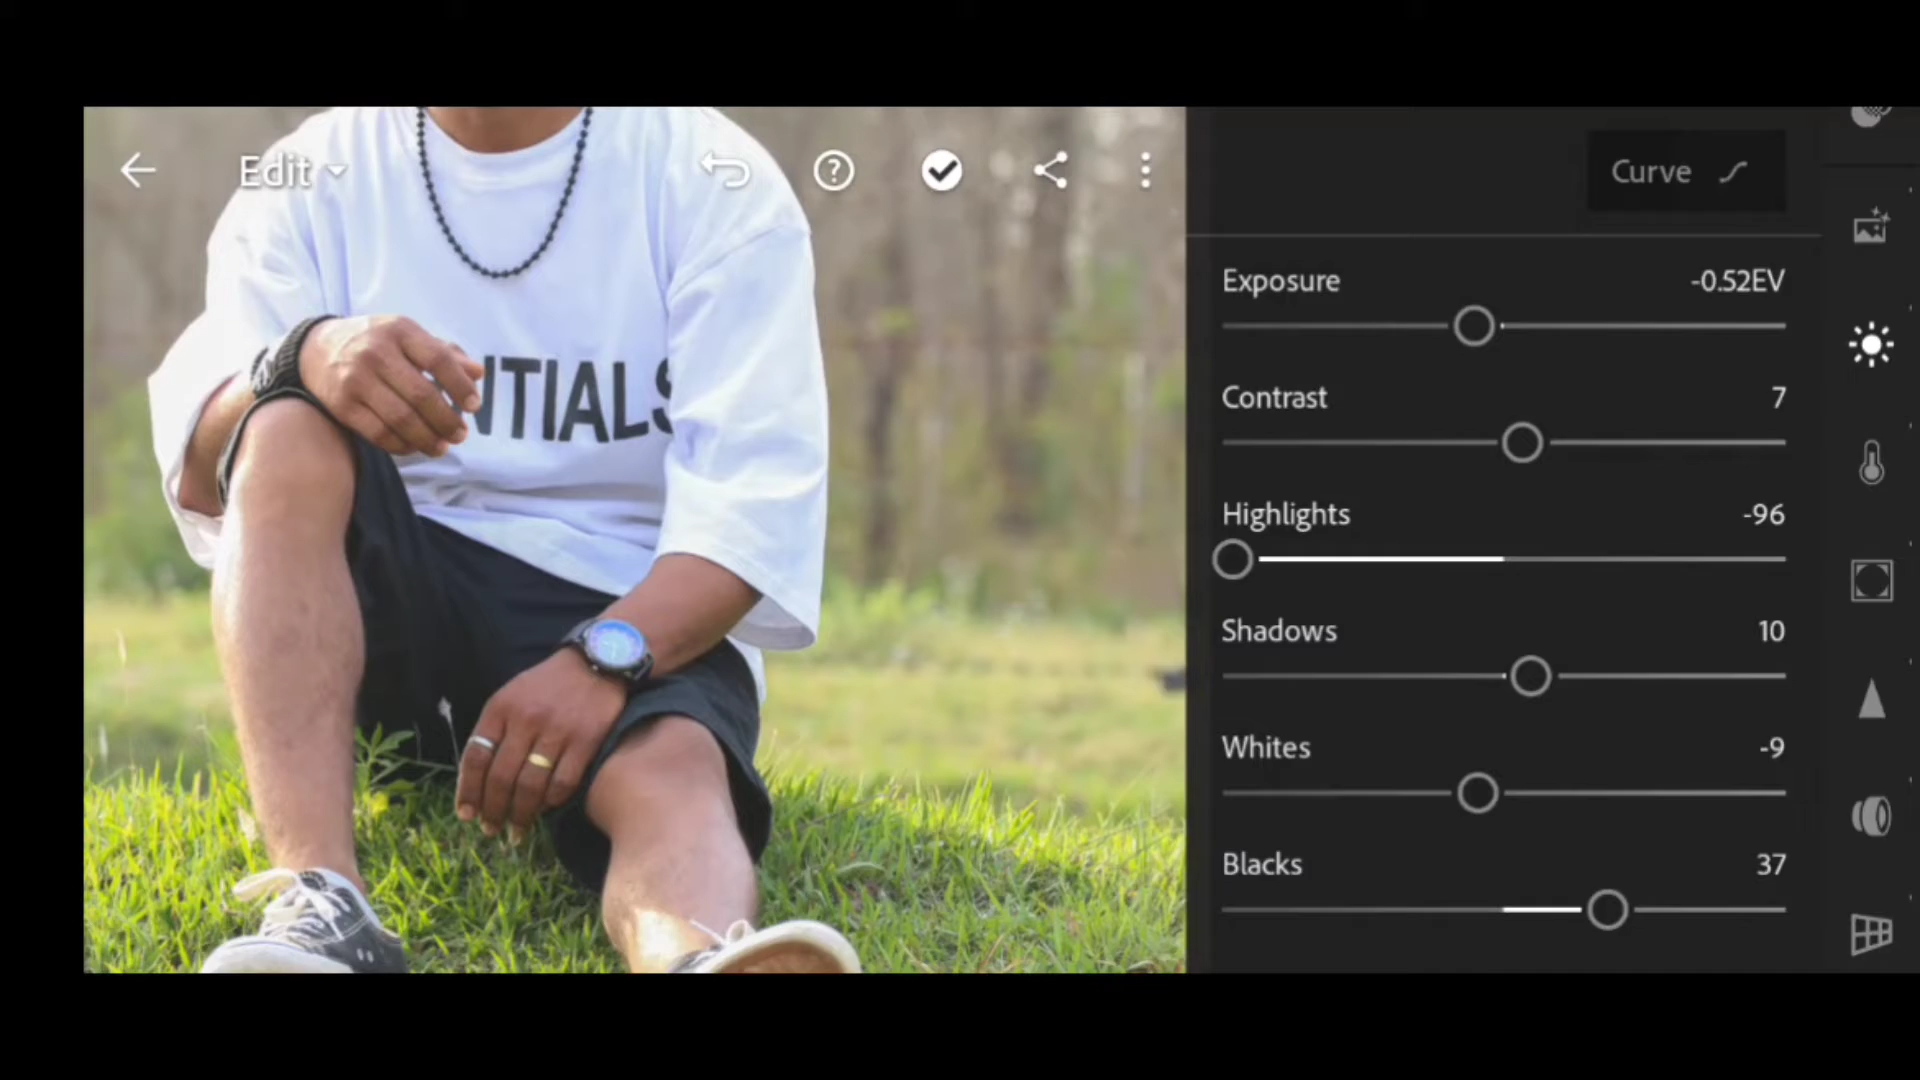 Edit
Curve
Exposure -0.52EV
Contrast 7
Highlights -96
Shadows 10
Whites -9
Blacks 37
NTIALS